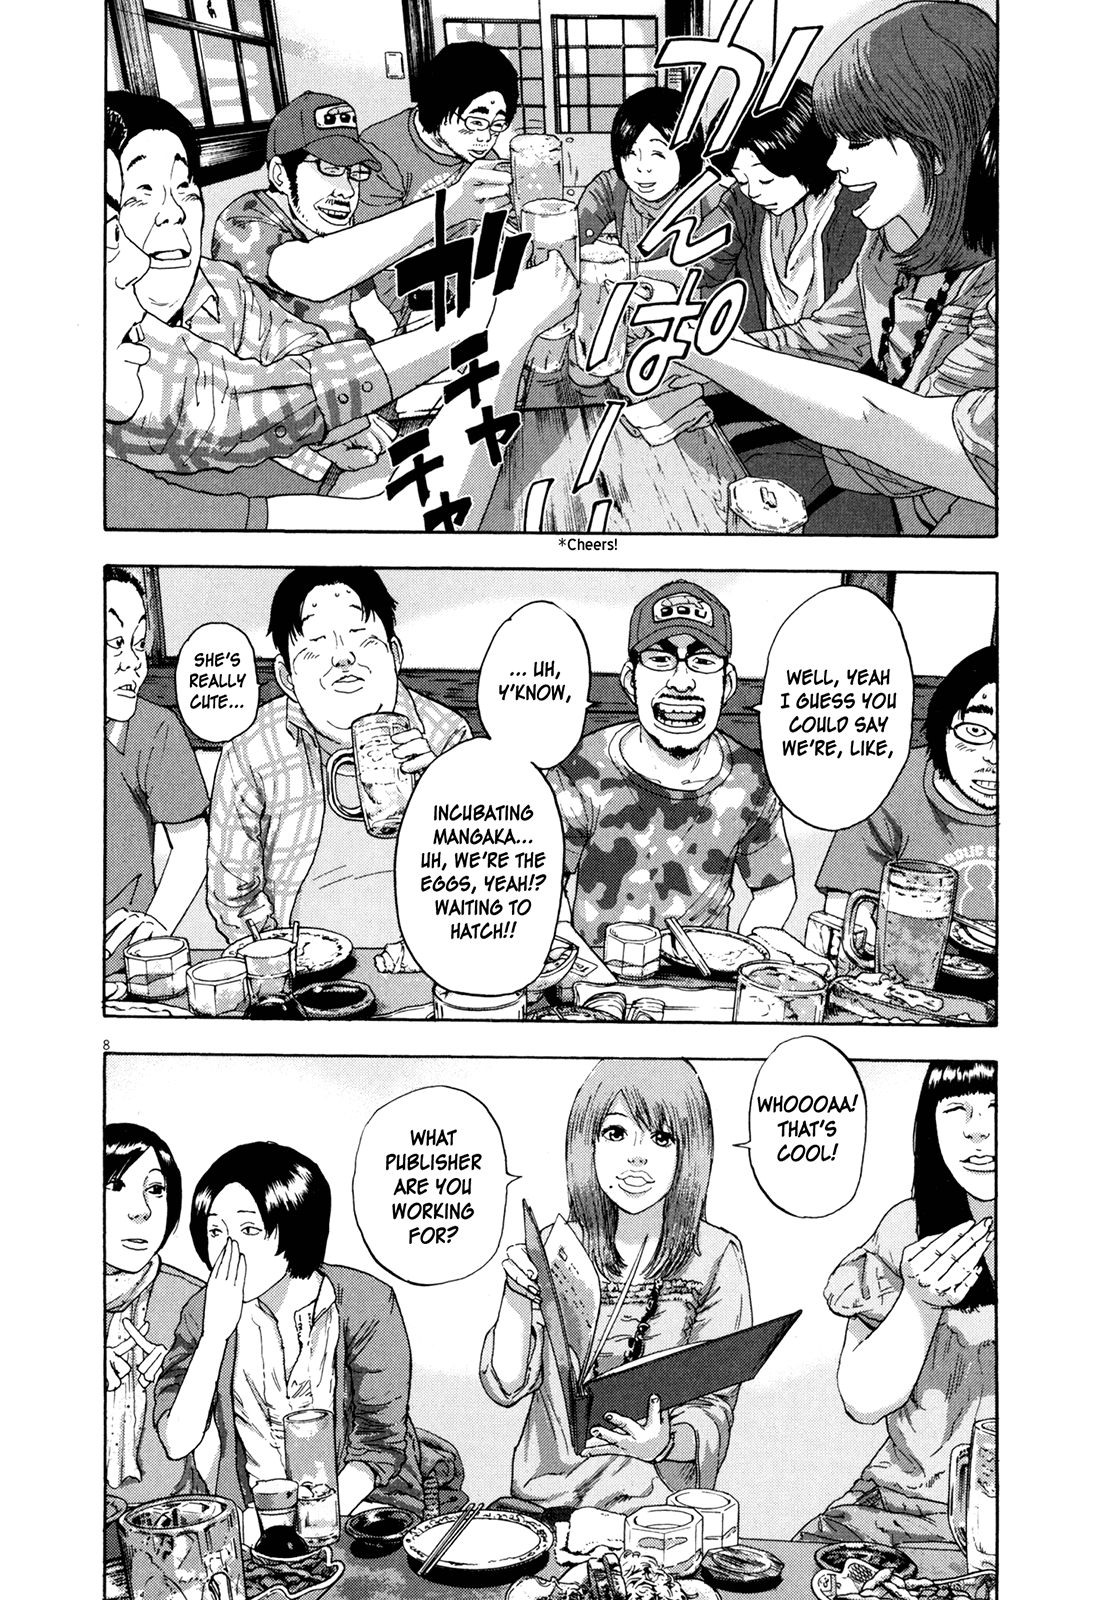 かんぱーい
ガチャチャ
*Cheers!
WELL, YEAH
I GUESS YOU
COULD SAY
WE'RE, LIKE,
... UH,
Y'KNOW,
INCUBATING
MANGAKA...
UH, WE'RE THE
EGGS, YEAH!?
WAITING TO
HATCH!!
SHE'S
REALLY
CUTE...
8
WHOOOAA!
THAT'S
COOL!
WHAT
PUBLISHER
ARE YOU
WORKING
FOR?